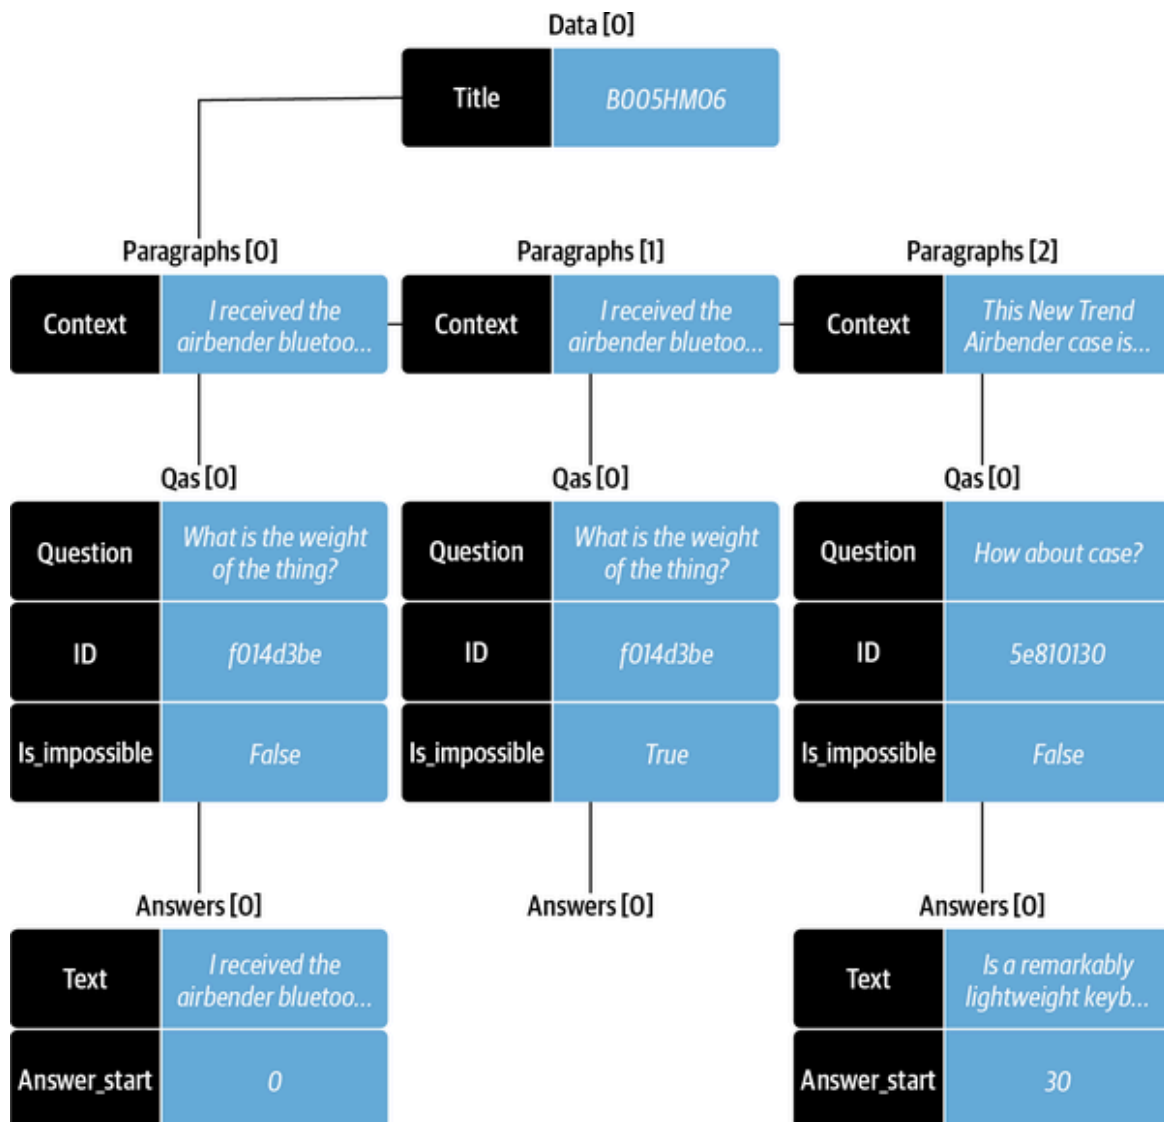 Data [0]
Title
B005HMO6
Paragraphs [0]
Paragraphs [1]
Paragraphs [2]
Context
I received the
airbender bluetoo...
Context
I received the
airbender bluetoo...
Context
This New Trend
Airbender case is...
Qas [0]
Qas [0]
Qas [0]
Question
What is the weight
of the thing?
Question
What is the weight
of the thing?
Question
How about case?
ID
f014d3be
ID
f014d3be
ID
5e810130
Is_impossible
False
Is_impossible
True
Is_impossible
False
Answers [0]
Answers [0]
Answers [0]
Text
I received the
airbender bluetoo...
Text
Is a remarkably
lightweight keyb...
Answer_start
0
Answer_start
30